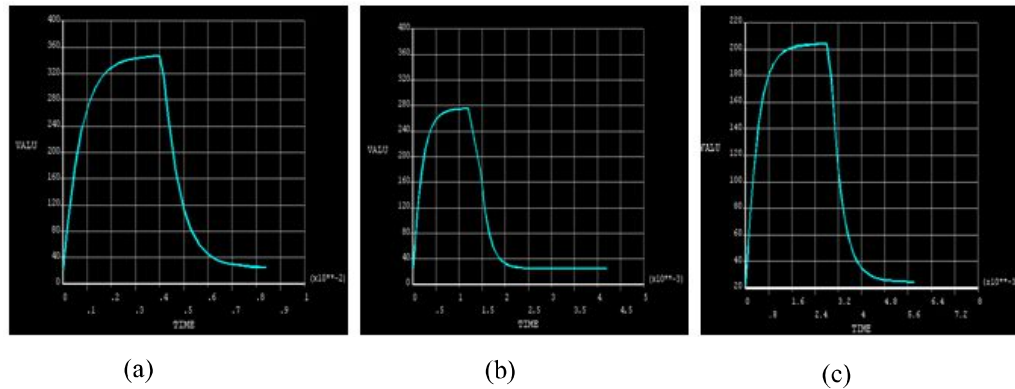 400
360
320
280
240
200
VALU
160
120
80
40
0
(x10**-2)
0 .2 .4 .6 .8 1
.1 .3 .5 .7 .9
TIME
(a)
400
360
320
280
240
200
VALU
160
120
80
40
0
(x10**-3)
0 1 2 3 4 5
.5 1.5 2.5 3.5 4.5
TIME
(b)
220
200
180
160
140
120
VALU
100
80
60
40
20
(x10**-3
0 1.6 3.2 4.8 6.4 8
.8 2.4 4 5.6 7.2
TIME
(c)